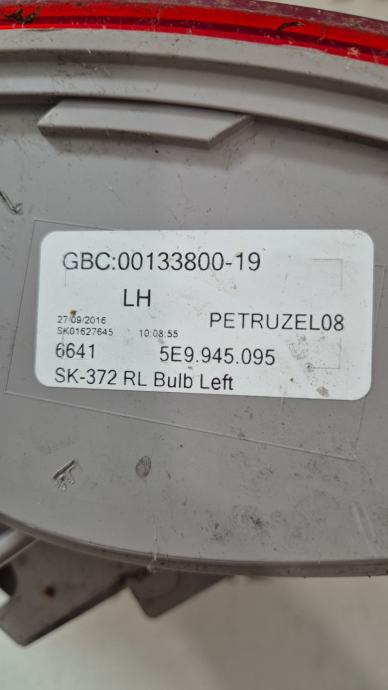 GBC:00133800-19
LH
27/09/2016
SK01627645 10:08:55 PETRUZEL08
6641 5E9.945.095
SK-372 RL Bulb Left